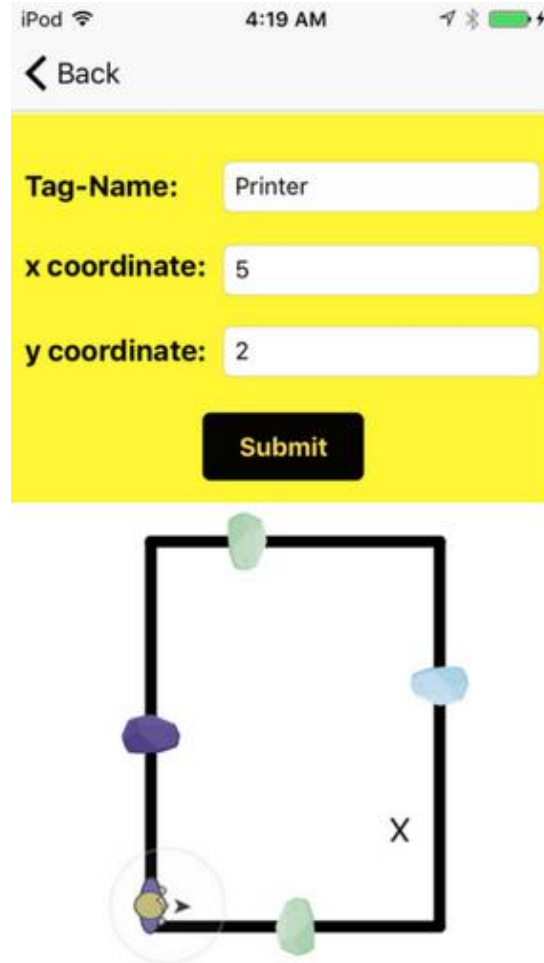 iPod 4:19 AM
Back
Tag-Name: Printer
x coordinate: 5
y coordinate: 2
Submit
X